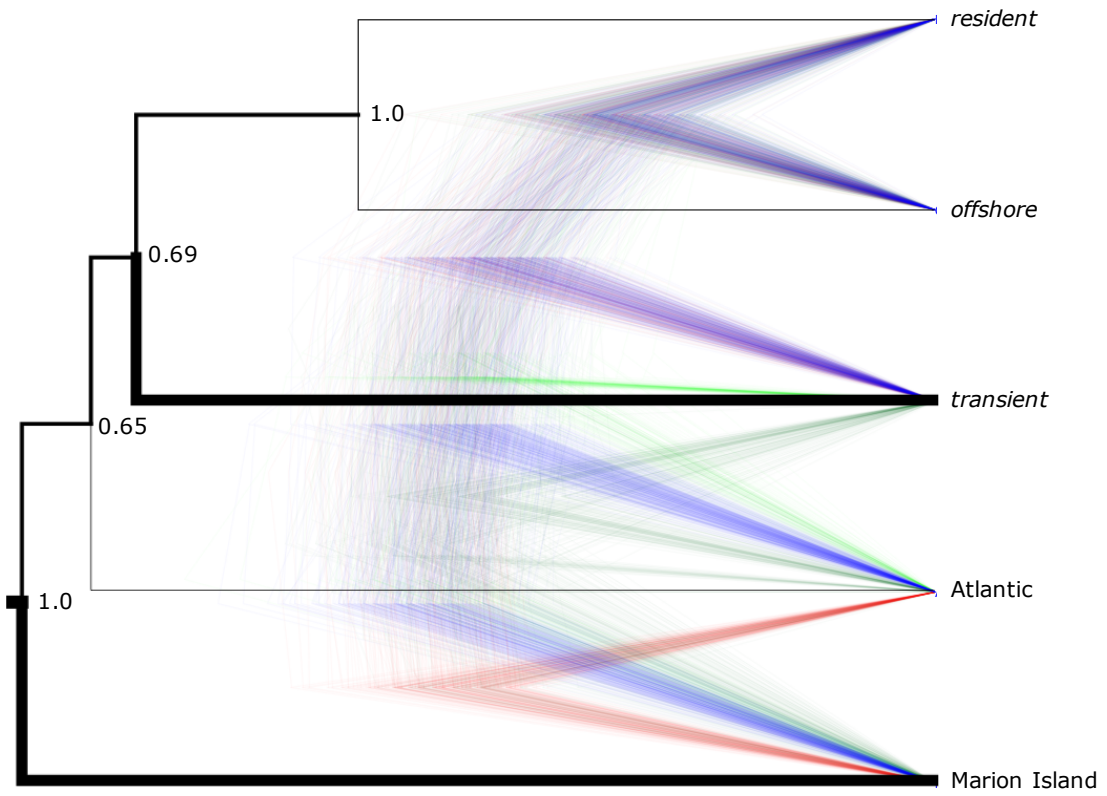 resident
1.0
offshore
0.69
transient
0.65
Atlantic
1.0
Marion Island